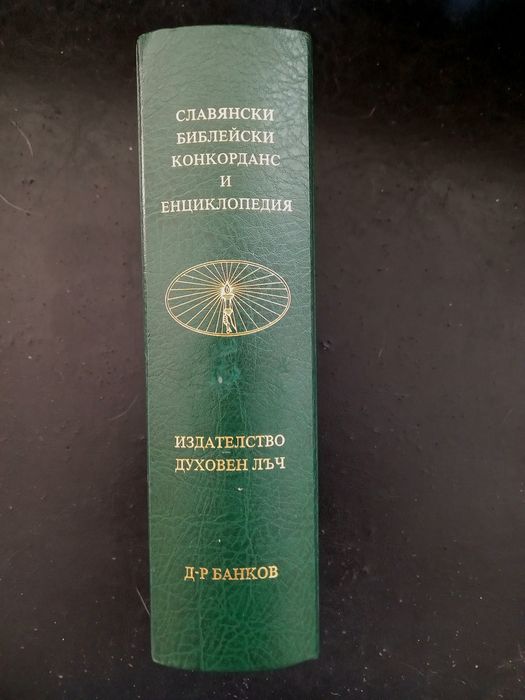 СЛАВЯНСКИ
БИБЛЕЙСКИ
КОНКОРДАНС
И
ЕНЦИКЛОПЕДИЯ
ИЗДАТЕЛСТВО
ДУХОВЕН ЛЪЧ
Д-Р БАНКОВ